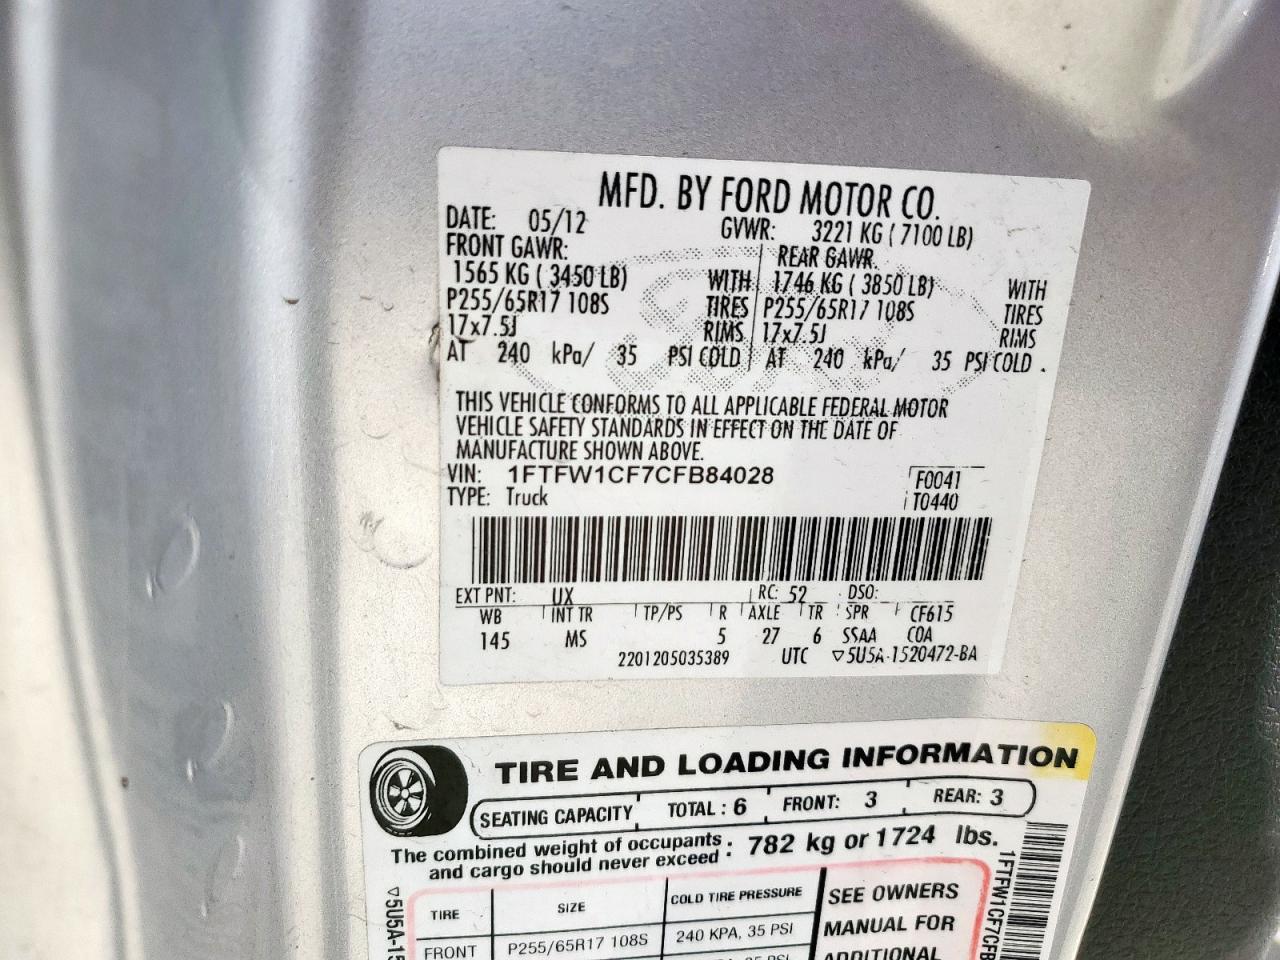 MFD. BY FORD MOTOR CO.
DATE: 05/12 GVWR: 3221 KG ( 7100 LB)
FRONT GAWR: REAR GAWR.
1565 KG ( 3450 LB) WITH 1746 KG ( 3850 LB) WITH
P255/65R17 108S TIRES P255/65R17 108S TIRES
17x7.5J RIMS 17x7.5J RIMS
AT 240 kPa/ 35 PSI COLD AT 240 kPa/ 35 PSI COLD .
THIS VEHICLE CONFORMS TO ALL APPLICABLE FEDERAL MOTOR
VEHICLE SAFETY STANDARDS IN EFFECT ON THE DATE OF
MANUFACTURE SHOWN ABOVE.
VIN: 1FTFW1CF7CFB84028 F0041
TYPE: Truck T0440
EXT PNT: UX RC: 52 DSO:
WB INT TR TP/PS R AXLE TR SPR CF615
145 MS 5 27 6 SSAA COA
2201205035389 UTC ▽5U5A-1520472-BA
TIRE AND LOADING INFORMATION
SEATING CAPACITY TOTAL : 6 FRONT: 3 REAR: 3
The combined weight of occupants : 782 kg or 1724 lbs.
and cargo should never exceed
TIRE SIZE COLD TIRE PRESSURE
FRONT P255/65R17 108S 240 KPA, 35 PSI
SEE OWNERS
MANUAL FOR
ADDITIONAL
▽5U5A-15
1FTFW1CF7CFB